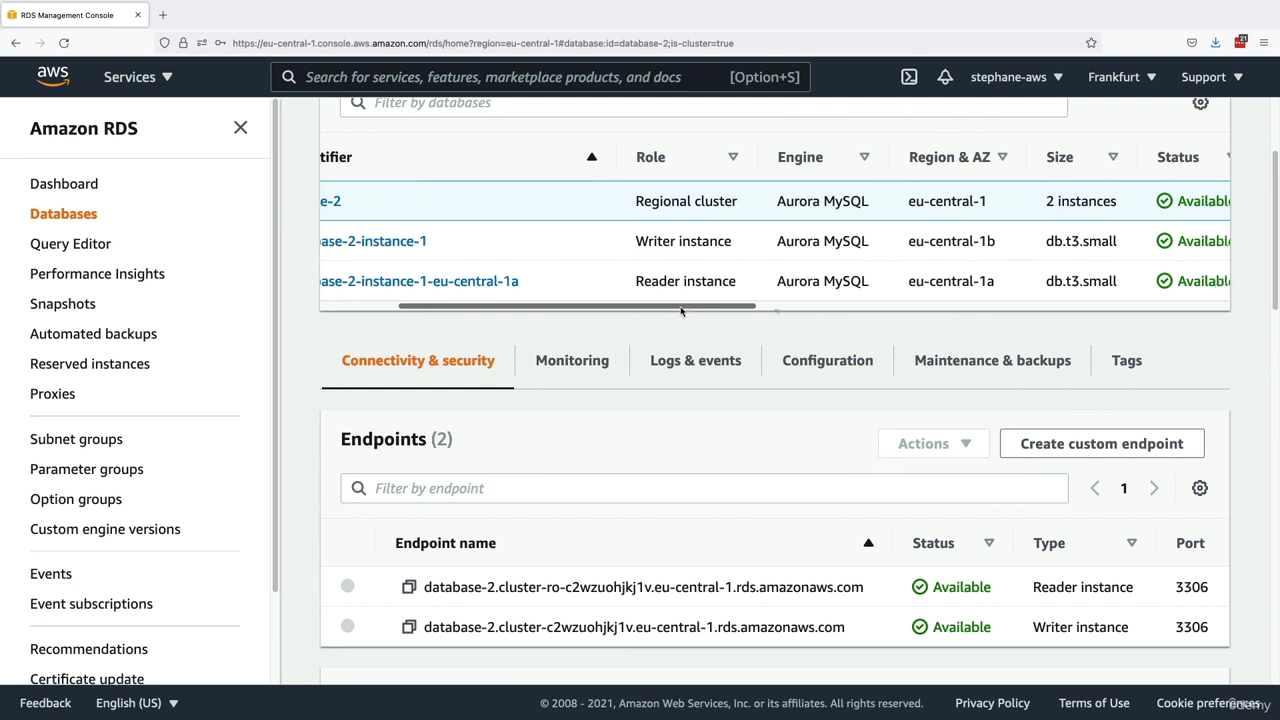 RDS Management Console
https://eu-central-1.console.aws.amazon.com/rds/home?region=eu-central-1#database:id=database-2;is-cluster=true
21
aws Services Search for services, features, marketplace products, and docs [Option+S] stephane-aws Frankfurt Support
Amazon RDS
Dashboard
Databases
Query Editor
Performance Insights
Snapshots
Automated backups
Reserved instances
Proxies
Subnet groups
Parameter groups
Option groups
Custom engine versions
Events
Event subscriptions
Recommendations
Certificate update
Filter by databases
tifier Role Engine Region & AZ Size Status
e-2 Regional cluster Aurora MySQL eu-central-1 2 instances Available
ase-2-instance-1 Writer instance Aurora MySQL eu-central-1b db.t3.small Available
ase-2-instance-1-eu-central-1a Reader instance Aurora MySQL eu-central-1a db.t3.small Available
Connectivity & security Monitoring Logs & events Configuration Maintenance & backups Tags
Endpoints (2) Actions Create custom endpoint
Filter by endpoint 1
Endpoint name Status Type Port
database-2.cluster-ro-c2wzuohjkj1v.eu-central-1.rds.amazonaws.com Available Reader instance 3306
database-2.cluster-c2wzuohjkj1v.eu-central-1.rds.amazonaws.com Available Writer instance 3306
Feedback English (US) © 2008 - 2021, Amazon Web Services, Inc. or its affiliates. All rights reserved. Privacy Policy Terms of Use Cookie preferences
Udemy